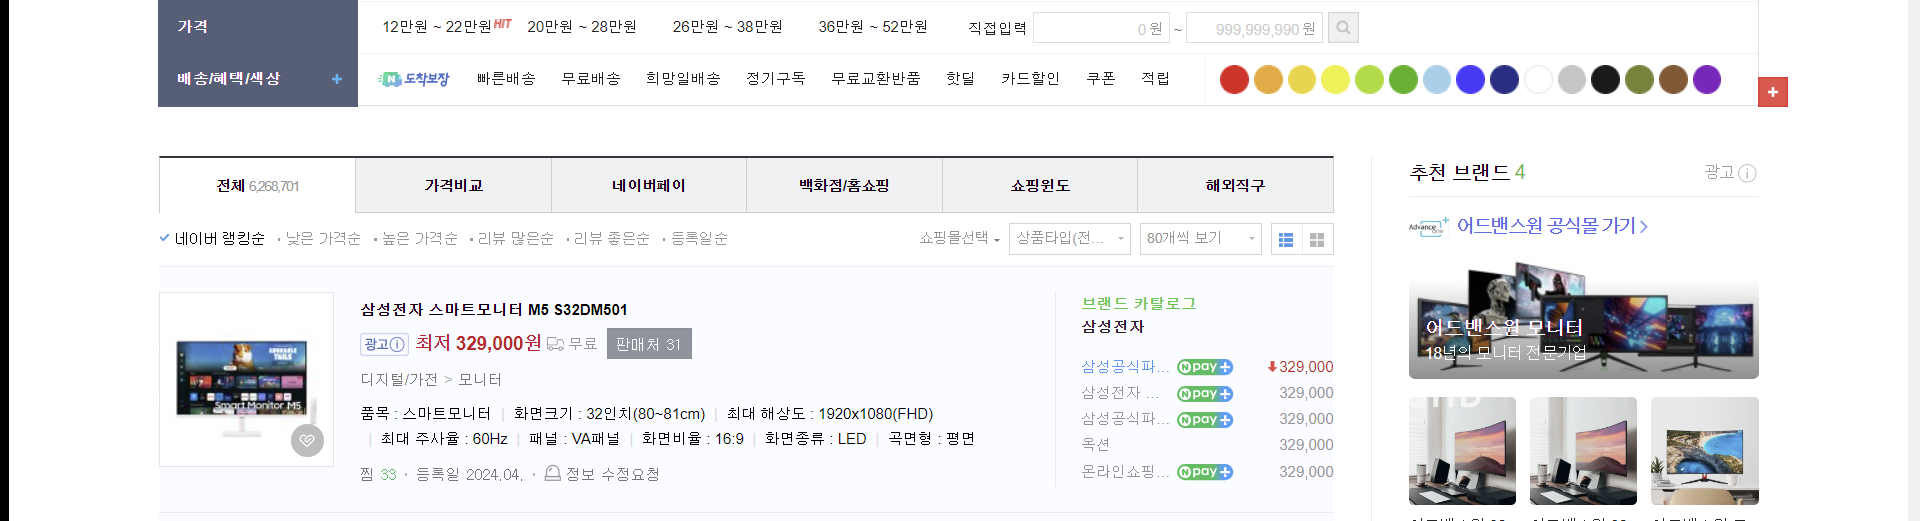 가격
12만원 ~ 22만원HIT 20만원 ~ 28만원 26만원 ~ 38만원 36만원 ~ 52만원 직접입력 0 원 ~ 999,999,990 원
배송/혜택/색상 +
N 도착보장 빠른배송 무료배송 희망일배송 정기구독 무료교환반품 핫딜 카드할인 쿠폰 적립
+
전체 6,268,701 가격비교 네이버페이 백화점/홈쇼핑 쇼핑윈도 해외직구
네이버 랭킹순 · 낮은 가격순 · 높은 가격순 · 리뷰 많은순 · 리뷰 좋은순 · 등록일순
쇼핑몰선택 상품타입(전... 80개씩 보기
Smart Monitor M5
삼성전자 스마트모니터 M5 S32DM501
광고 최저 329,000원 무료 판매처 31
디지털/가전 > 모니터
품목 : 스마트모니터 | 화면크기 : 32인치(80~81cm) | 최대 해상도 : 1920x1080(FHD)
| 최대 주사율 : 60Hz | 패널 : VA패널 | 화면비율 : 16:9 | 화면종류 : LED | 곡면형 : 평면
찜 33 · 등록일 2024.04. · 정보 수정요청
브랜드 카탈로그
삼성전자
삼성공식파... N pay + 329,000
삼성전자 ... N pay + 329,000
삼성공식파... N pay + 329,000
옥션 329,000
온라인쇼핑... N pay + 329,000
추천 브랜드 4 광고
Advance One 어드밴스원 공식몰 가기
어드밴스원 모니터
18년의 모니터 전문기업
QHD